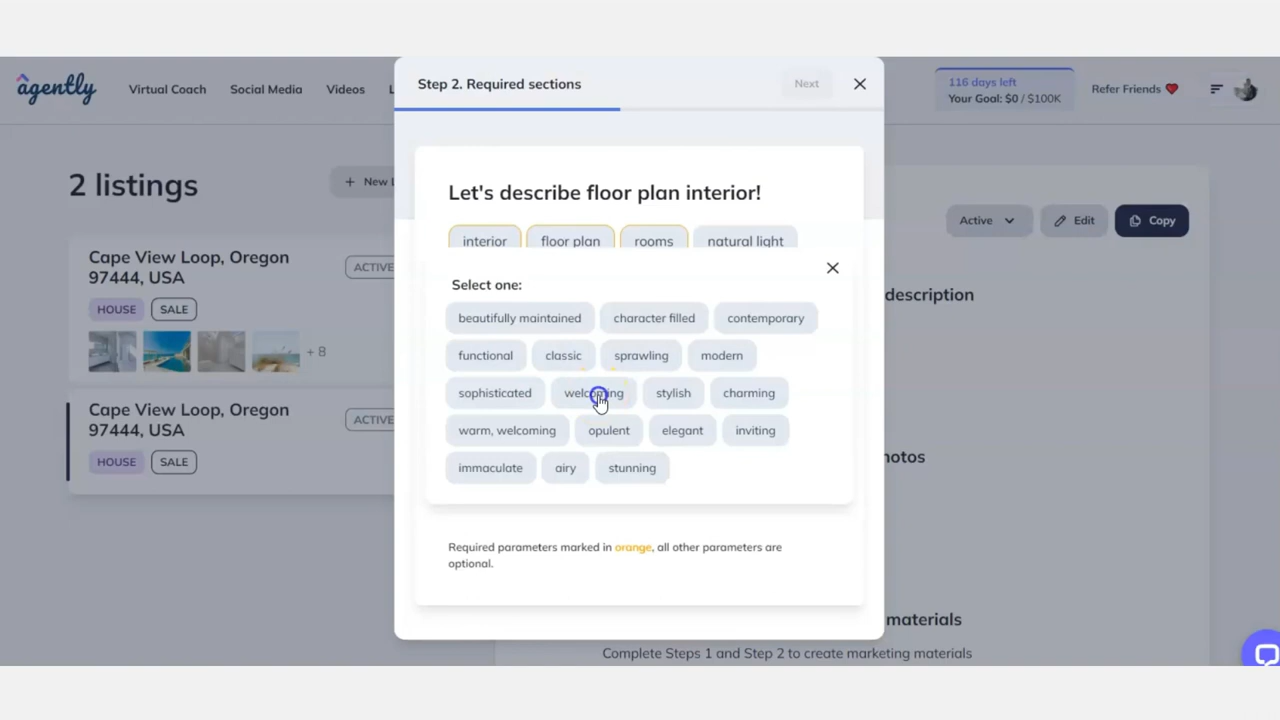 Step 2. Required sections
Next
agently
Virtual Coach
Social Media
Videos
L
116 days left
Your Goal: $0 / $100K
Refer Friends
2 listings
+ New L
Let's describe floor plan interior!
Active
Edit
Copy
interior
floor plan
rooms
natural light
Cape View Loop, Oregon
97444, USA
ACTIVE
HOUSE
SALE
+ 8
Cape View Loop, Oregon
97444, USA
ACTIVE
HOUSE
SALE
Select one:
beautifully maintained
character filled
contemporary
functional
classic
sprawling
modern
sophisticated
welcoming
stylish
charming
warm, welcoming
opulent
elegant
inviting
immaculate
airy
stunning
Required parameters marked in orange, all other parameters are
optional.
description
hotos
materials
Complete Steps 1 and Step 2 to create marketing materials